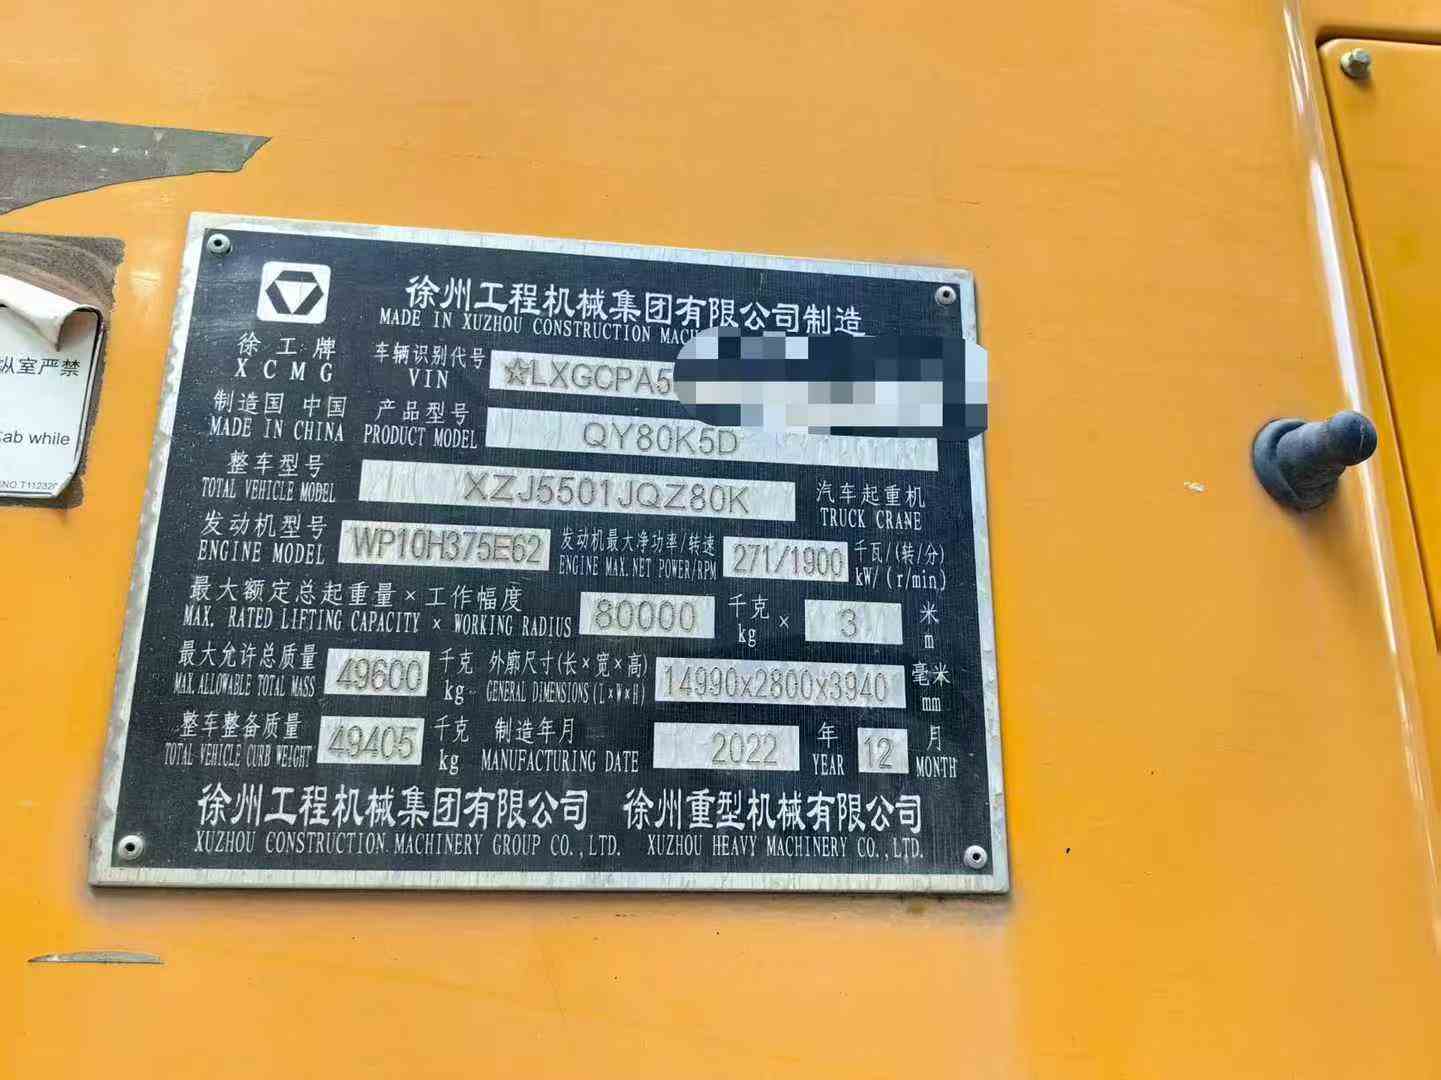 纵室严禁
Cab while
NO.T11232
徐州工程机械集团有限公司制造
MADE IN XUZHOU CONSTRUCTION MACH
徐工牌
XCMG
车辆识别代号
VIN
☆LXGCPA5
制造国 中国
MADE IN CHINA
产品型号
PRODUCT MODEL
QY80K5D
整车型号
TOTAL VEHICLE MODEL
XZJ5501JQZ80K
汽车起重机
TRUCK CRANE
发动机型号
ENGINE MODEL
WP10H375E62
发动机最大净功率/转速
ENGINE MAX.NET POWER/RPM
271/1900
千瓦/(转/分)
kW/(r/min)
最大额定总起重量×工作幅度
MAX. RATED LIFTING CAPACITY × WORKING RADIUS
80000
千克
kg
×
3
米
m
最大允许总质量
MAX.ALLOWABLE TOTAL MASS
49600
千克
kg
外廓尺寸(长×宽×高)
GENERAL DIMENSIONS(L×W×H)
14990x2800x3940
毫米
mm
整车整备质量
TOTAL VEHICLE CURB WEIGHT
49405
千克
kg
制造年月
MANUFACTURING DATE
2022
年
YEAR
12
月
MONTH
徐州工程机械集团有限公司 徐州重型机械有限公司
XUZHOU CONSTRUCTION MACHINERY GROUP CO.,LTD. XUZHOU HEAVY MACHINERY CO.,LTD.